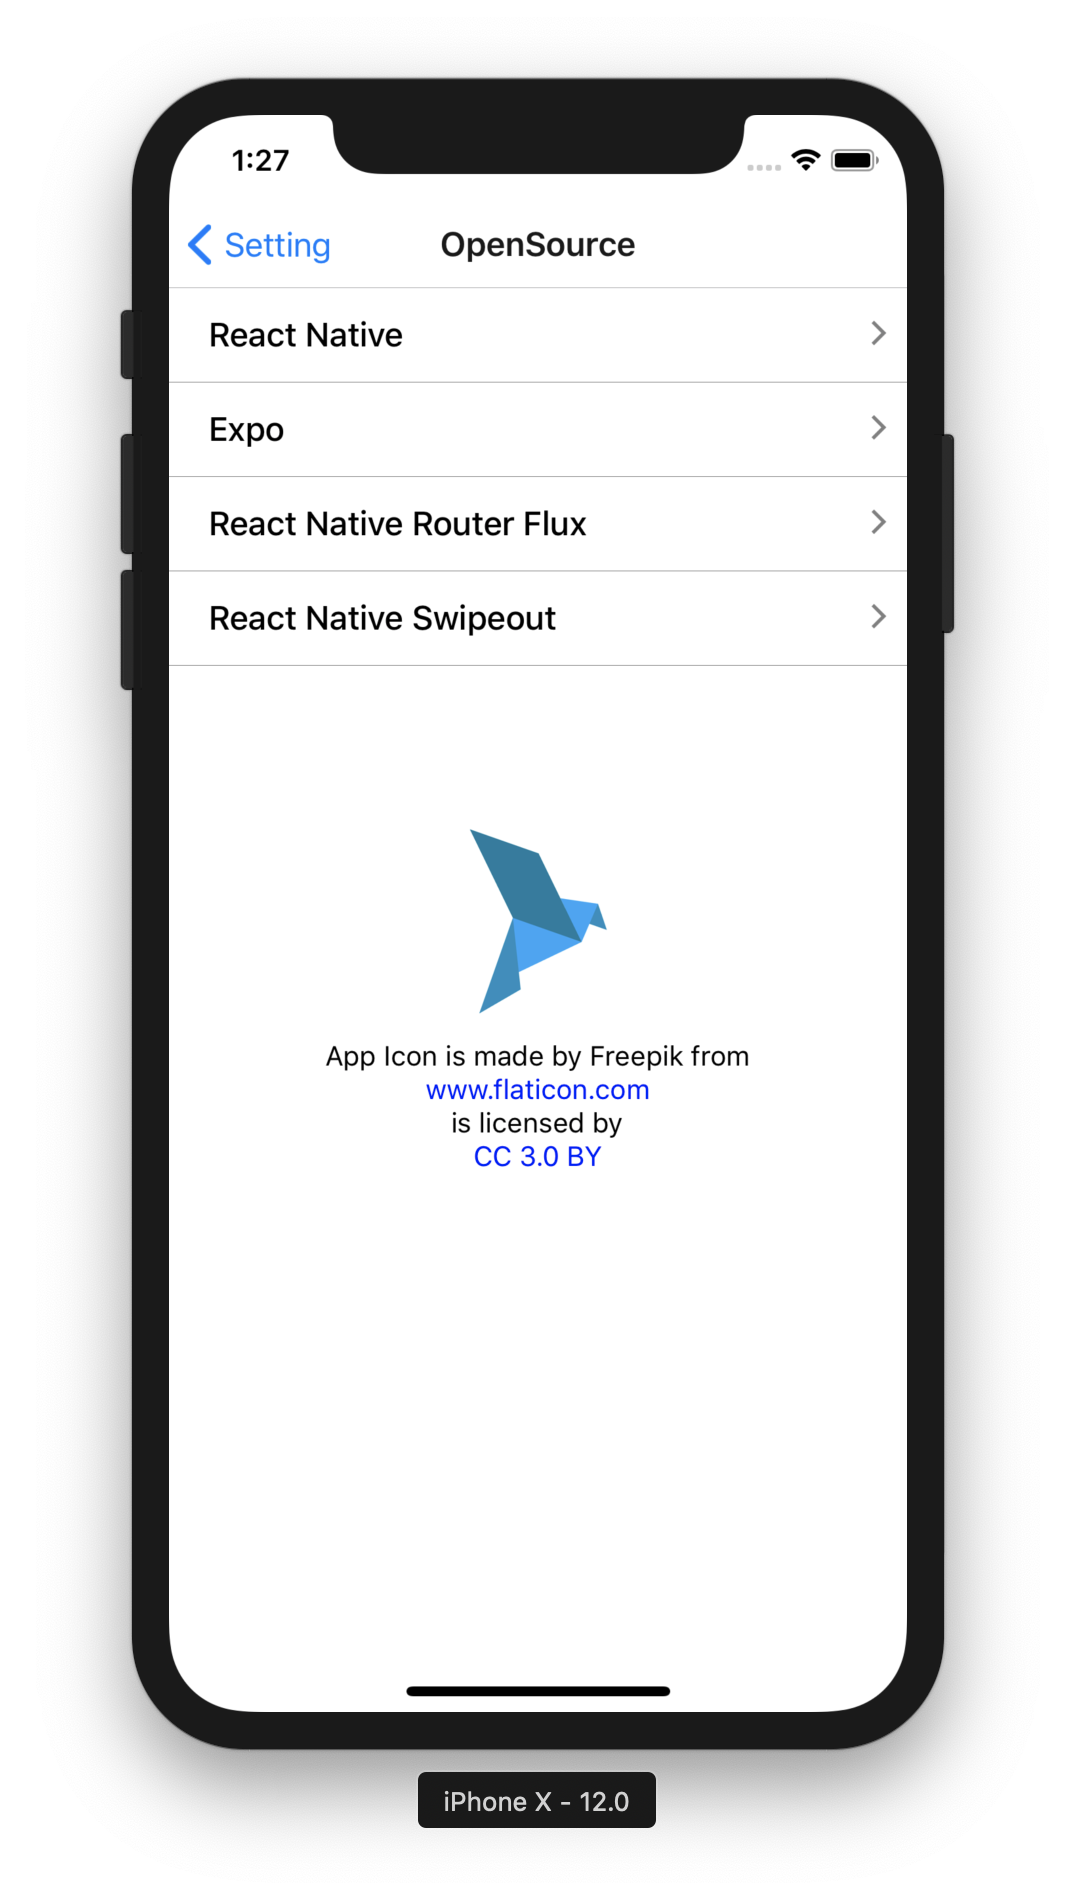 1:27
Setting
OpenSource
React Native
Expo
React Native Router Flux
React Native Swipeout
App Icon is made by Freepik from
www.flaticon.com
is licensed by
CC 3.0 BY
iPhone X - 12.0